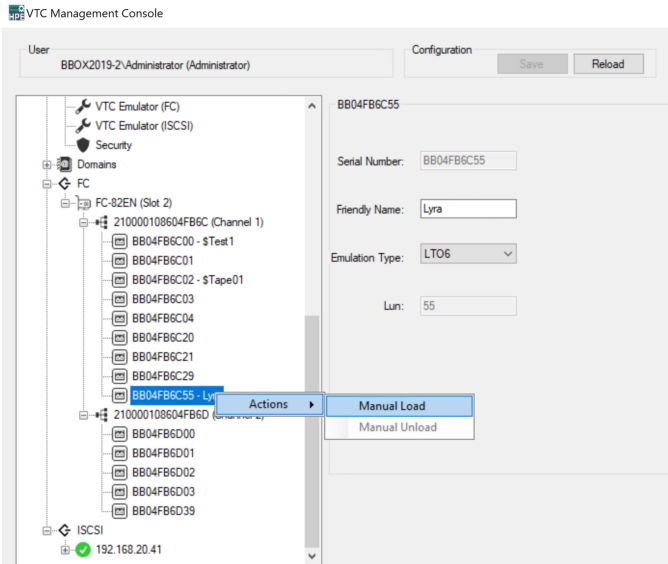 HPE VTC Management Console
User
BBOX2019-2\Administrator (Administrator)
Configuration
Save
Reload
VTC Emulator (FC)
VTC Emulator (ISCSI)
Security
Domains
FC
FC-82EN (Slot 2)
210000108604FB6C (Channel 1)
BB04FB6C00 - $Test1
BB04FB6C01
BB04FB6C02 - $Tape01
BB04FB6C03
BB04FB6C04
BB04FB6C20
BB04FB6C21
BB04FB6C29
BB04FB6C55 - Ly
210000108604FB6D
BB04FB6D00
BB04FB6D01
BB04FB6D02
BB04FB6D03
BB04FB6D39
ISCSI
192.168.20.41
Actions
Manual Load
Manual Unload
BB04FB6C55
Serial Number: BB04FB6C55
Friendly Name: Lyra
Emulation Type: LTO6
Lun: 55